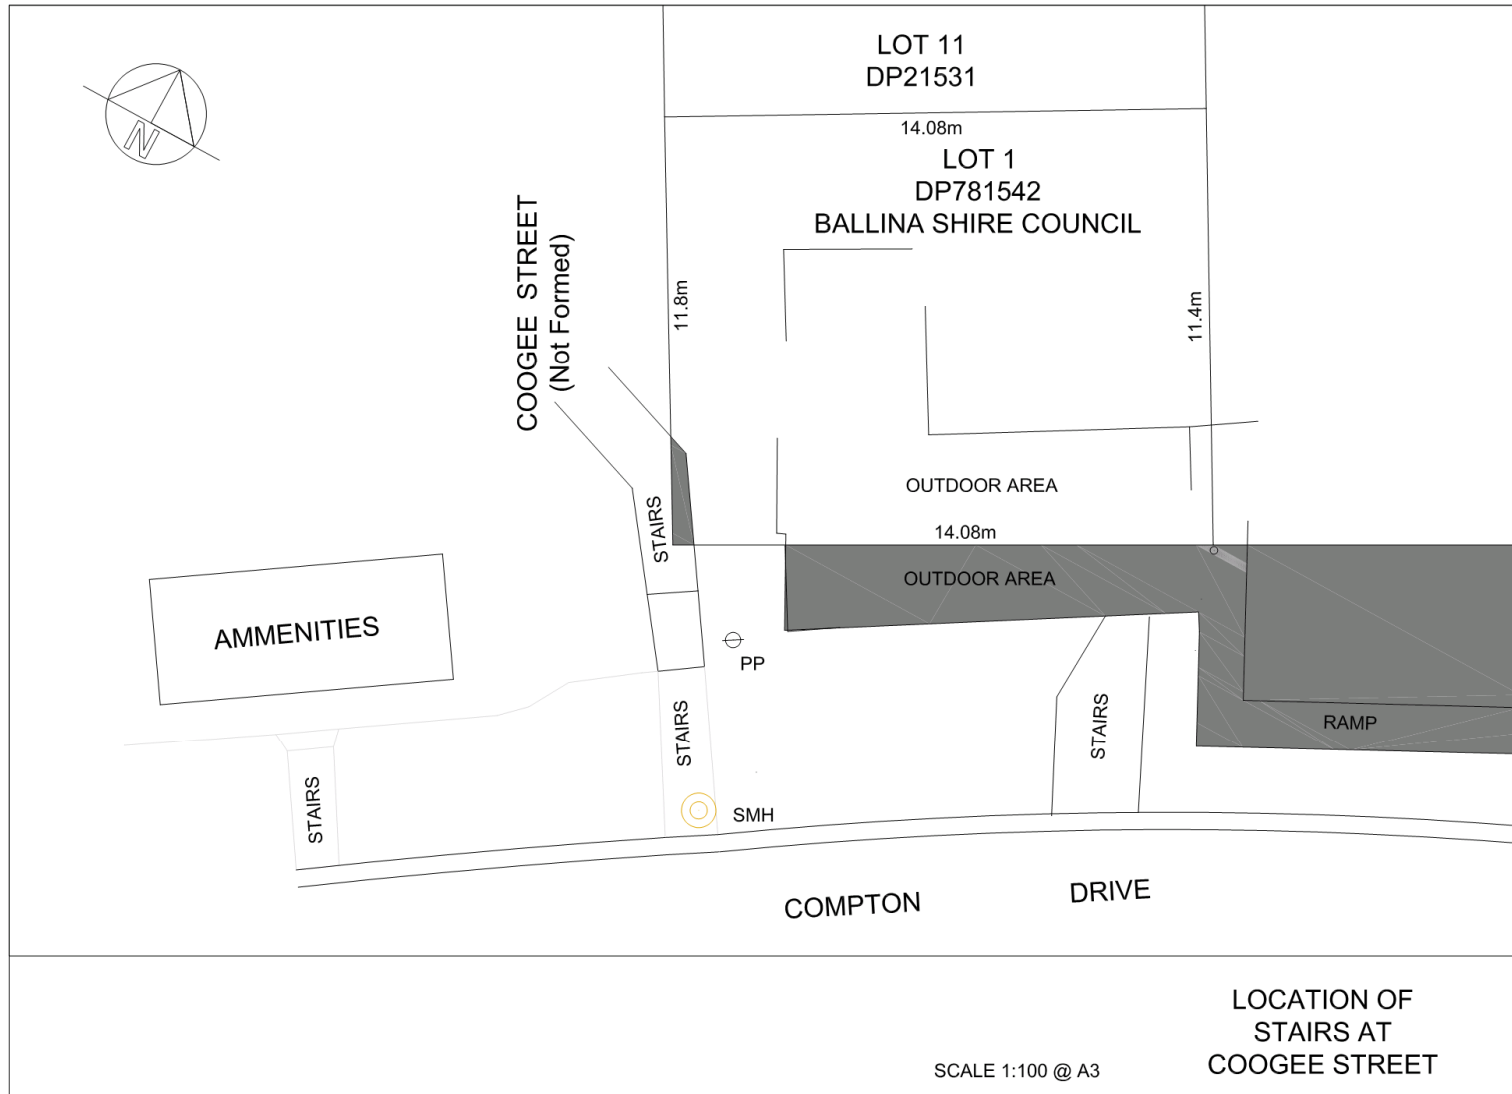 LOT 11
DP21531
14.08m
LOT 1
DP781542
BALLINA SHIRE COUNCIL
N
COOGEE STREET
(Not Formed)
11.8m
11.4m
OUTDOOR AREA
14.08m
STAIRS
OUTDOOR AREA
AMMENITIES
PP
STAIRS
STAIRS
RAMP
STAIRS
SMH
COMPTON DRIVE
LOCATION OF
STAIRS AT
COOGEE STREET
SCALE 1:100 @ A3